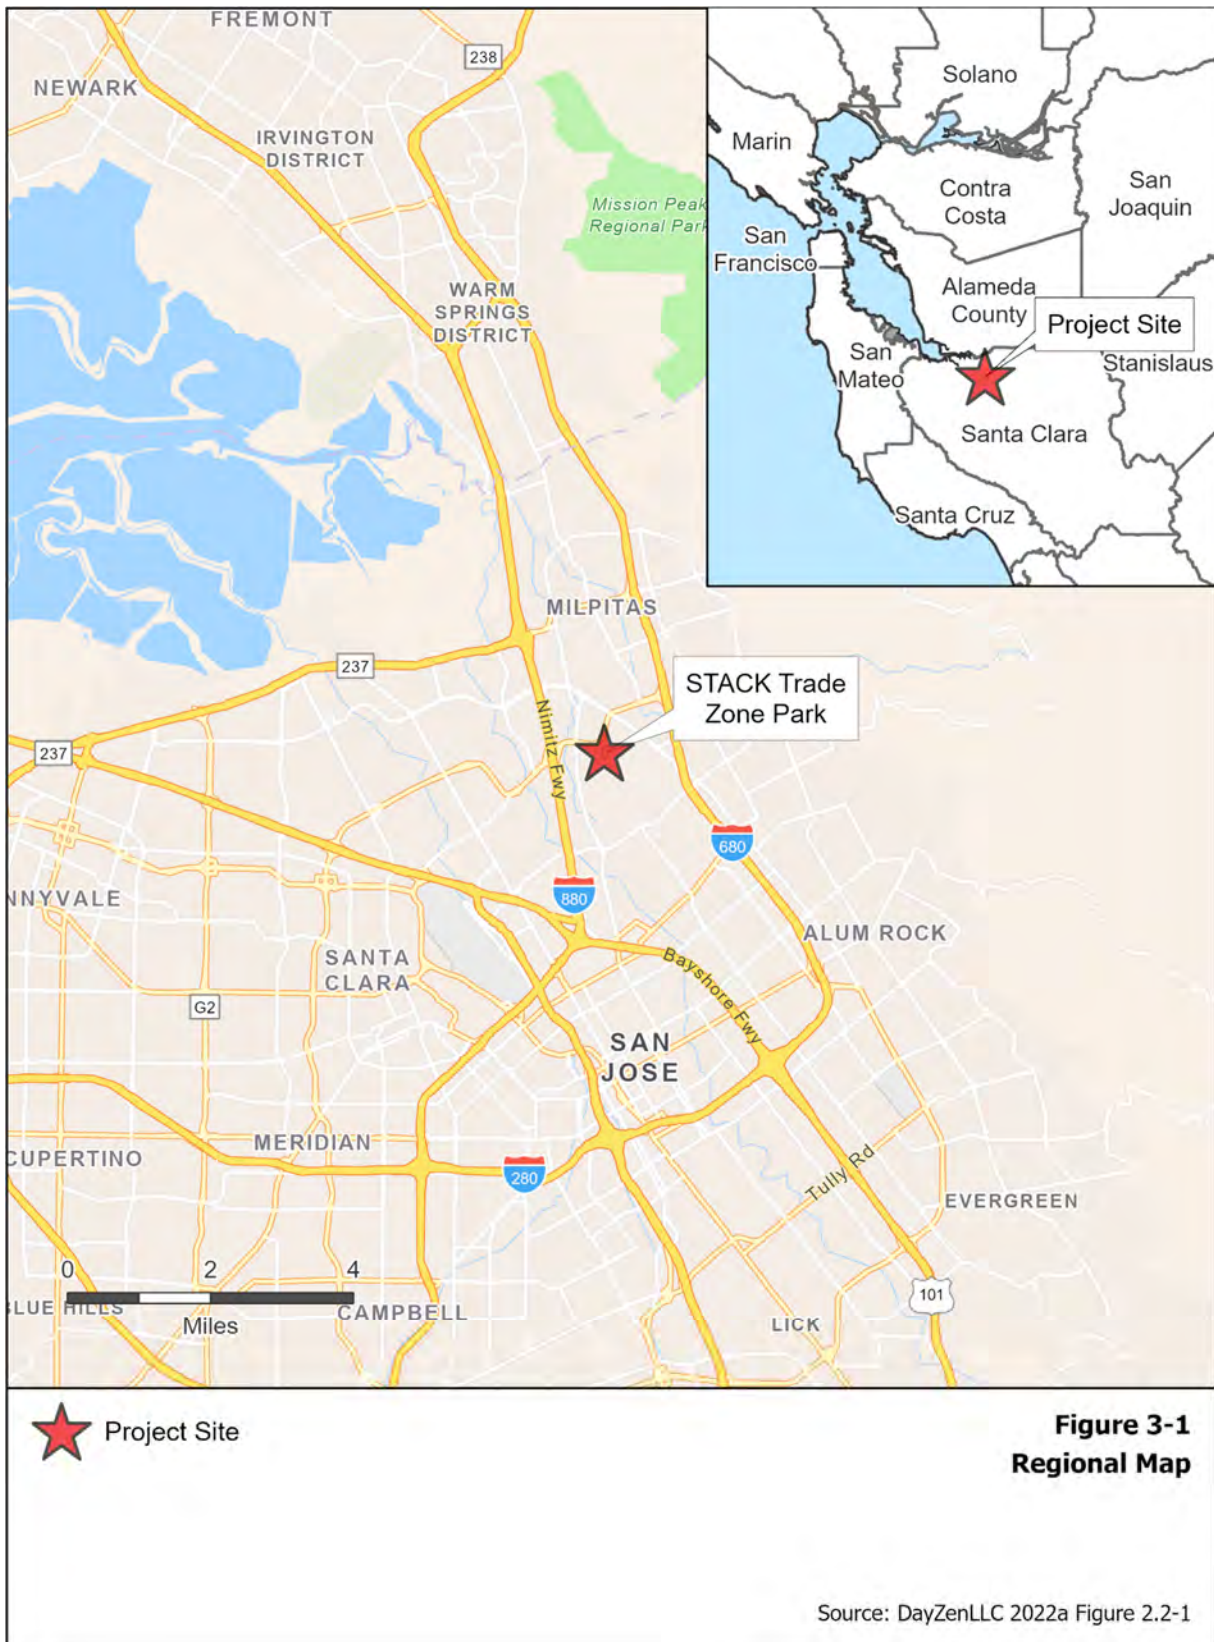 FREMONT
238
NEWARK
IRVINGTON
DISTRICT
Mission Peak
Regional Park
WARM
SPRINGS
DISTRICT
Solano
Marin
Contra
Costa
San
Joaquin
San
Francisco
Alameda
County
Project Site
San
Mateo
Stanislaus
Santa Clara
Santa Cruz
MILPITAS
237
STACK Trade
Zone Park
237
Nimitz Fwy
680
880
NNYVALE
ALUM ROCK
SANTA
CLARA
Bayshore Fwy
G2
SAN
JOSE
MERIDIAN
CUPERTINO
280
Tully Rd
EVERGREEN
0 2 4
Miles
BLUE HILLS
CAMPBELL
101
LICK
Project Site
Figure 3-1
Regional Map
Source: DayZenLLC 2022a Figure 2.2-1